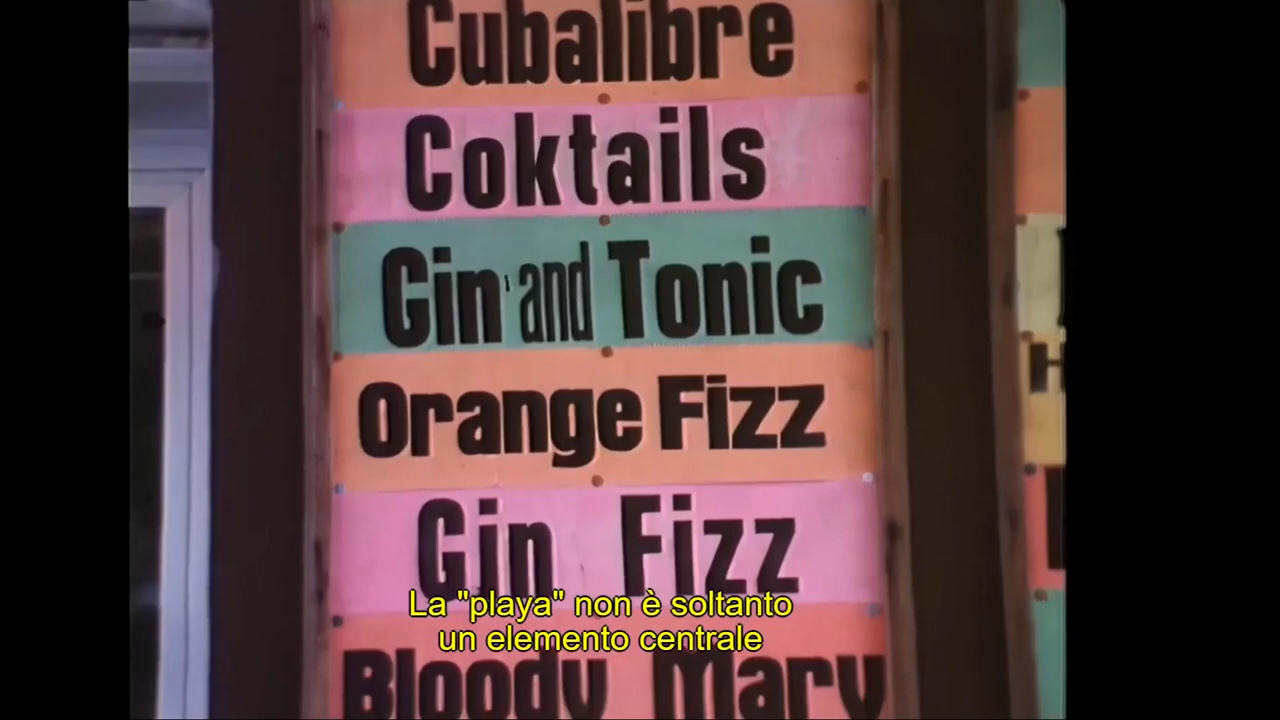 Cubalibre
Coktails
Gin and Tonic
Orange Fizz
Gin Fizz
La "playa" non è soltanto
un elemento centrale
Bloody Mary